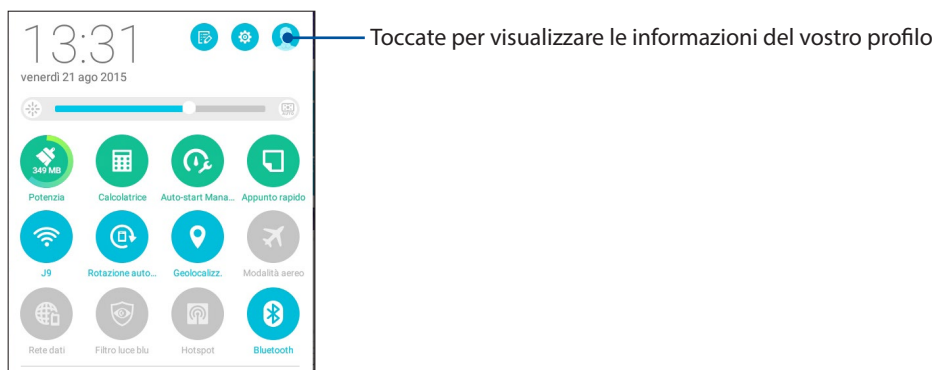 13:31
Toccate per visualizzare le informazioni del vostro profilo
venerdì 21 ago 2015
AUTO
349 MB
Potenzia Calcolatrice Auto-start Mana... Appunto rapido
J9 Rotazione auto... Geolocalizz. Modalità aereo
Rete dati Filtro luce blu Hotspot Bluetooth